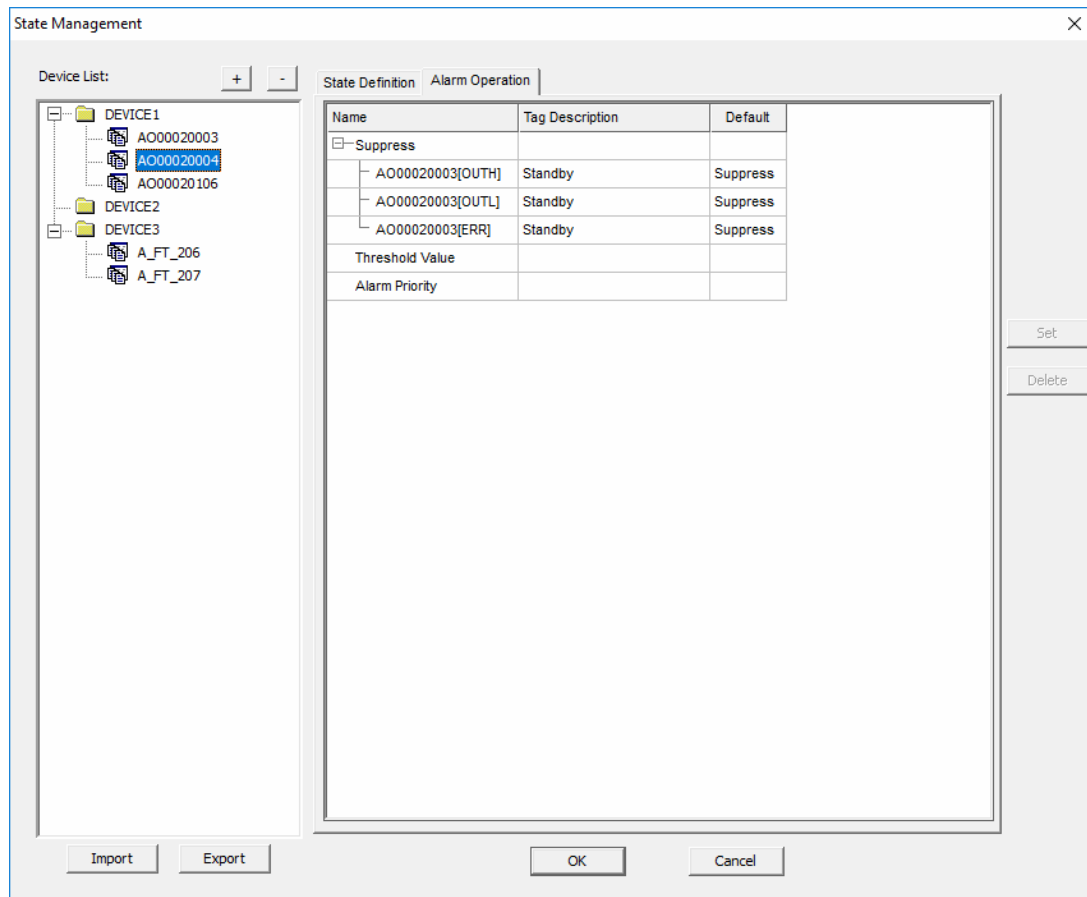 State Management
Device List:
+ -
DEVICE1
AO00020003
AO00020004
AO00020106
DEVICE2
DEVICE3
A_FT_206
A_FT_207
Import Export
State Definition Alarm Operation
Name Tag Description Default
Suppress
AO00020003[OUTH] Standby Suppress
AO00020003[OUTL] Standby Suppress
AO00020003[ERR] Standby Suppress
Threshold Value
Alarm Priority
Set
Delete
OK Cancel